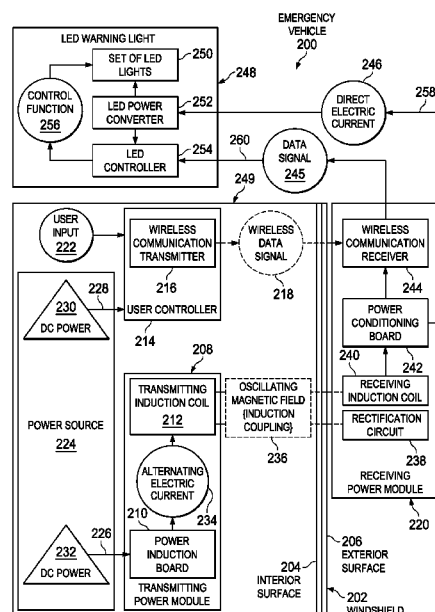 EMERGENCY
VEHICLE
200
LED WARNING LIGHT
SET OF LED
LIGHTS
250
248
CONTROL
FUNCTION
256
LED POWER
CONVERTER
252
LED
CONTROLLER
254
246
DIRECT
ELECTRIC
CURRENT
258
260
DATA
SIGNAL
245
249
USER
INPUT
222
WIRELESS
COMMUNICATION
TRANSMITTER
216
WIRELESS
DATA
SIGNAL
218
WIRELESS
COMMUNICATION
RECEIVER
244
230
DC POWER
228
USER CONTROLLER
214
POWER
CONDITIONING
BOARD
242
240
208
POWER SOURCE
224
TRANSMITTING
INDUCTION COIL
212
OSCILLATING
MAGNETIC FIELD
{INDUCTION
COUPLING}
236
RECEIVING
INDUCTION COIL
RECTIFICATION
CIRCUIT
238
ALTERNATING
ELECTRIC
CURRENT
234
RECEIVING
POWER MODULE
220
210
226
232
DC POWER
POWER
INDUCTION
BOARD
TRANSMITTING
POWER MODULE
204
INTERIOR
SURFACE
206
EXTERIOR
SURFACE
202
WINDSHIELD